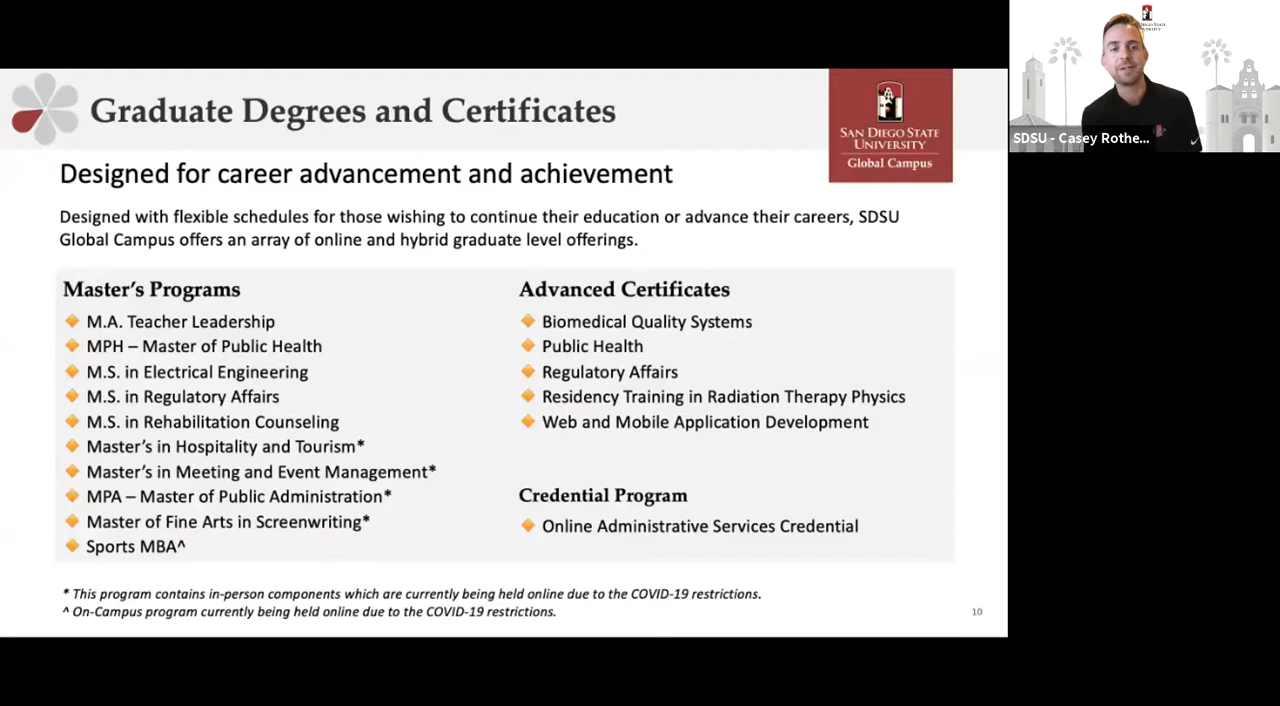 Graduate Degrees and Certificates
SAN DIEGO STATE
UNIVERSITY
Global Campus
SDSU - Casey Rothe...
Designed for career advancement and achievement
Designed with flexible schedules for those wishing to continue their education or advance their careers, SDSU
Global Campus offers an array of online and hybrid graduate level offerings.
Master's Programs
M.A. Teacher Leadership
MPH – Master of Public Health
M.S. in Electrical Engineering
M.S. in Regulatory Affairs
M.S. in Rehabilitation Counseling
Master's in Hospitality and Tourism*
Master's in Meeting and Event Management*
MPA – Master of Public Administration*
Master of Fine Arts in Screenwriting*
Sports MBA^
Advanced Certificates
Biomedical Quality Systems
Public Health
Regulatory Affairs
Residency Training in Radiation Therapy Physics
Web and Mobile Application Development
Credential Program
Online Administrative Services Credential
* This program contains in-person components which are currently being held online due to the COVID-19 restrictions.
^ On-Campus program currently being held online due to the COVID-19 restrictions.
10